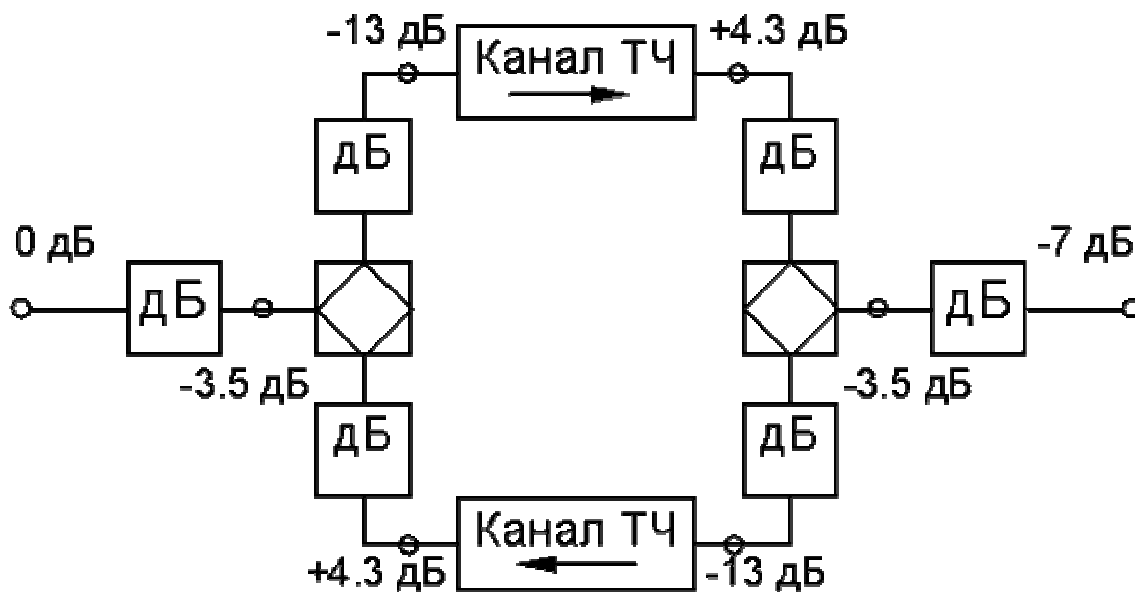 -13 дБ
Канал ТЧ
+4.3 дБ
дБ
дБ
0 дБ
дБ
-7 дБ
дБ
-3.5 дБ
-3.5 дБ
дБ
дБ
+4.3 дБ
Канал ТЧ
-13 дБ